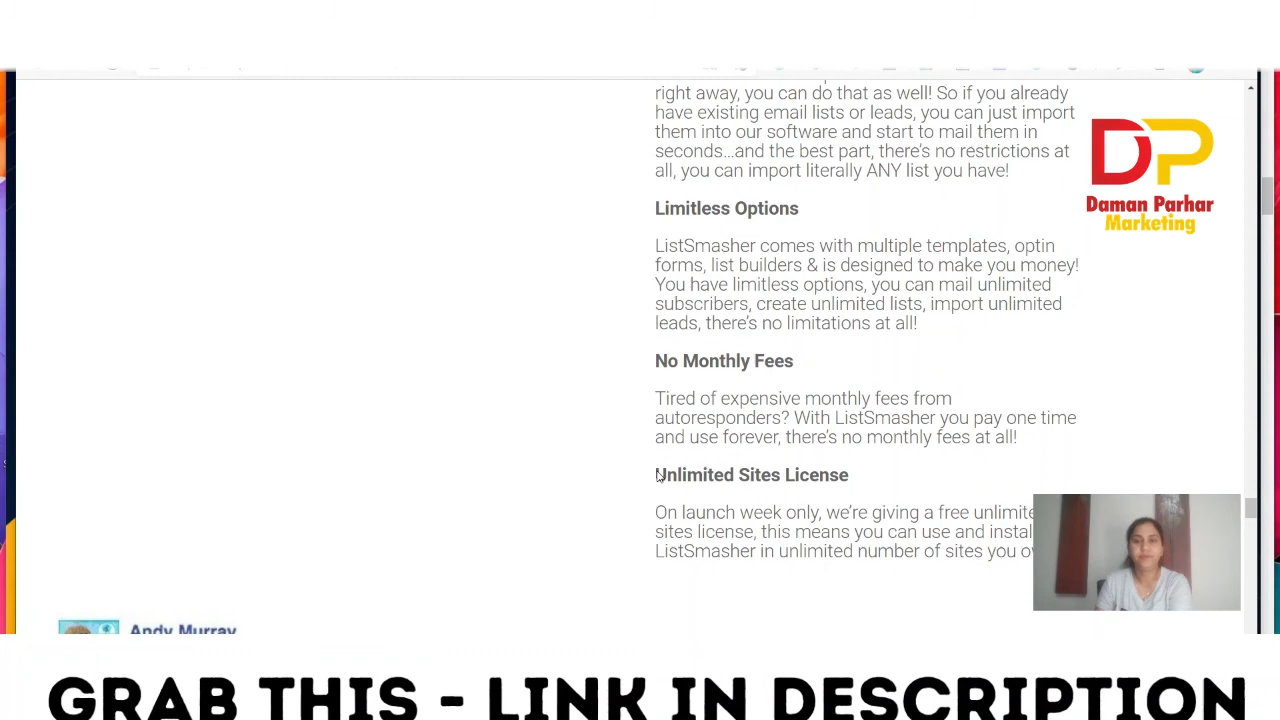 right away, you can do that as well! So if you already
have existing email lists or leads, you can just import
them into our software and start to mail them in
seconds...and the best part, there's no restrictions at
all, you can import literally ANY list you have!
Limitless Options
ListSmasher comes with multiple templates, optin
forms, list builders & is designed to make you money!
You have limitless options, you can mail unlimited
subscribers, create unlimited lists, import unlimited
leads, there's no limitations at all!
No Monthly Fees
Tired of expensive monthly fees from
autoresponders? With ListSmasher you pay one time
and use forever, there's no monthly fees at all!
Unlimited Sites License
On launch week only, we're giving a free unlimite
sites license, this means you can use and instal
ListSmasher in unlimited number of sites you o
DP
Daman Parhar
Marketing
Andy Murray
GRAB THIS - LINK IN DESCRIPTION